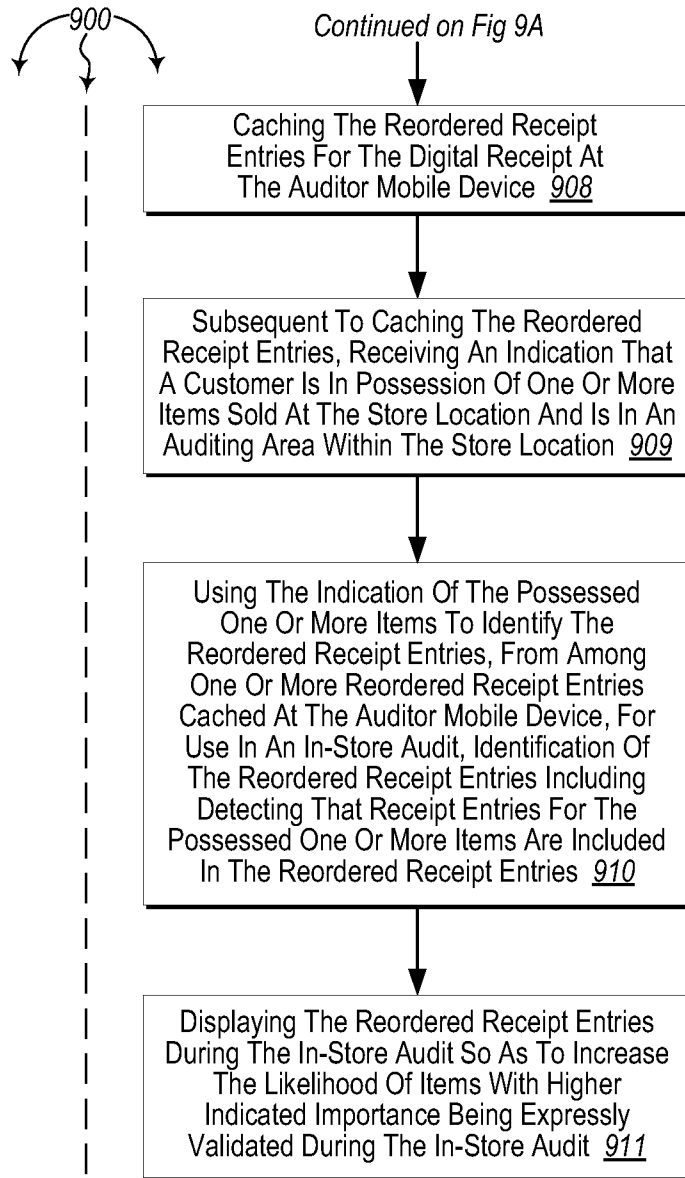 900
Continued on Fig 9A
Caching The Reordered Receipt
Entries For The Digital Receipt At
The Auditor Mobile Device 908
Subsequent To Caching The Reordered
Receipt Entries, Receiving An Indication That
A Customer Is In Possession Of One Or More
Items Sold At The Store Location And Is In An
Auditing Area Within The Store Location 909
Using The Indication Of The Possessed
One Or More Items To Identify The
Reordered Receipt Entries, From Among
One Or More Reordered Receipt Entries
Cached At The Auditor Mobile Device, For
Use In An In-Store Audit, Identification Of
The Reordered Receipt Entries Including
Detecting That Receipt Entries For The
Possessed One Or More Items Are Included
In The Reordered Receipt Entries 910
Displaying The Reordered Receipt Entries
During The In-Store Audit So As To Increase
The Likelihood Of Items With Higher
Indicated Importance Being Expressly
Validated During The In-Store Audit 911